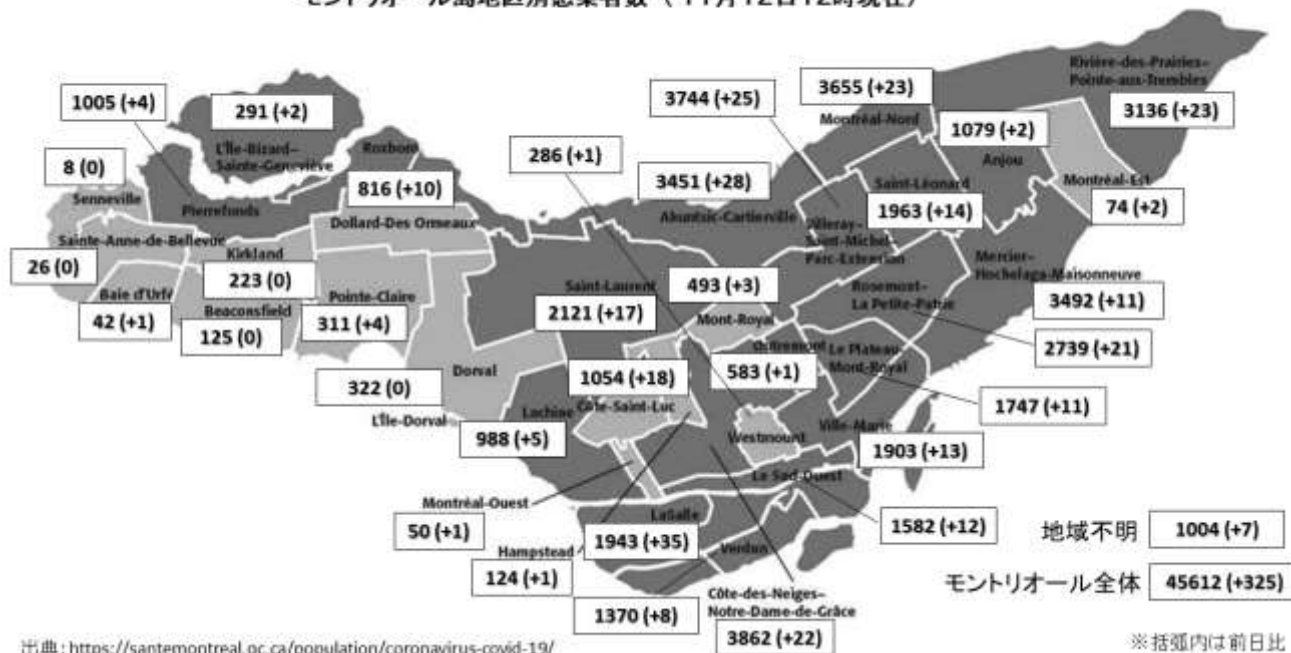 モントリオール島地区別感染者数（11月12日12時現在）
Rivière-des-Prairies–
Pointe-aux-Trembles
3136 (+23)
3655 (+23)
Montréal-Nord
3744 (+25)
1005 (+4)
291 (+2)
L'Île-Bizard–
Sainte-Geneviève
Roxboro
1079 (+2)
Anjou
286 (+1)
8 (0)
Senneville
816 (+10)
3451 (+28)
Saint-Léonard
1963 (+14)
Montréal-Est
74 (+2)
Pierrefonds
Dollard-Des Ormeaux
Ahuntsic-Cartierville
Villeray–
Saint-Michel–
Parc-Extension
Sainte-Anne-de-Bellevue
26 (0)
Kirkland
223 (0)
Mercier–
Hochelaga-Maisonneuve
3492 (+11)
Baie d'Urfé
42 (+1)
Beaconsfield
125 (0)
Pointe-Claire
311 (+4)
Saint-Laurent
2121 (+17)
493 (+3)
Mont-Royal
Rosemont–
La Petite-Patrie
2739 (+21)
Outremont
583 (+1)
Le Plateau-
Mont-Royal
1747 (+11)
322 (0)
Dorval
L'Île-Dorval
1054 (+18)
Côte-Saint-Luc
Lachine
988 (+5)
Westmount
Ville-Marie
1903 (+13)
Le Sud-Ouest
1582 (+12)
Montréal-Ouest
50 (+1)
LaSalle
1943 (+35)
Hampstead
124 (+1)
Verdun
1370 (+8)
Côte-des-Neiges–
Notre-Dame-de-Grâce
3862 (+22)
地域不明 1004 (+7)
モントリオール全体 45612 (+325)
出典：https://santemontreal.qc.ca/population/coronavirus-covid-19/
※括弧内は前日比